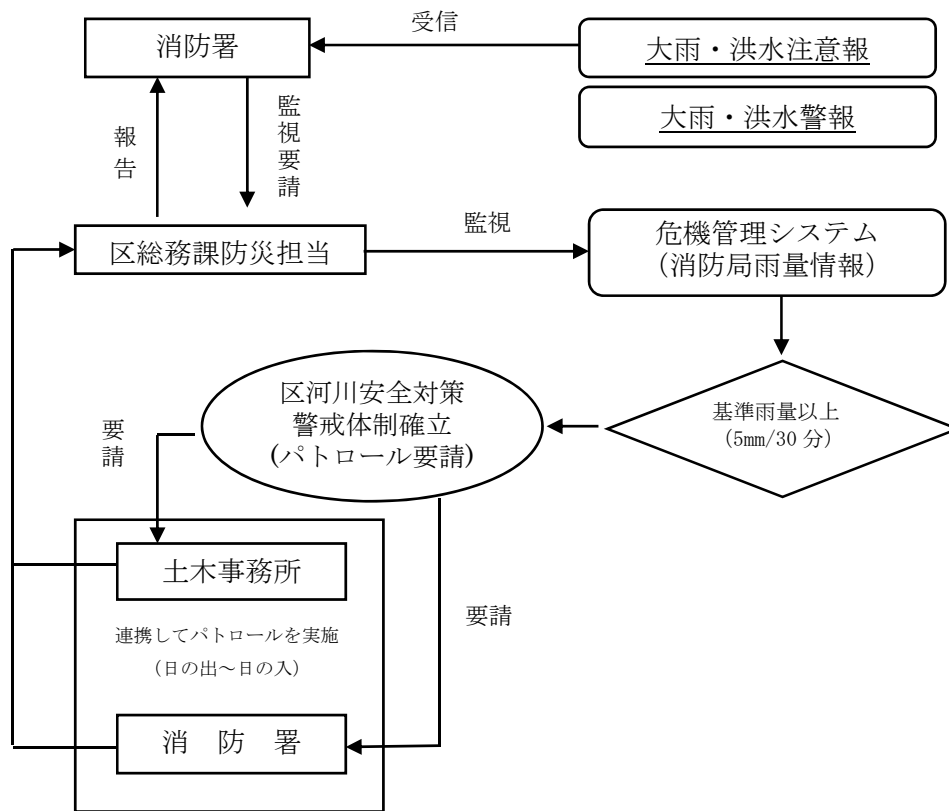 受信
消防署
大雨・洪水注意報
大雨・洪水警報
報告
監視要請
区総務課防災担当
監視
危機管理システム
(消防局雨量情報)
基準雨量以上
(5mm/30 分)
区河川安全対策
警戒体制確立
(パトロール要請)
要請
土木事務所
連携してパトロールを実施
(日の出～日の入)
要請
消 防 署